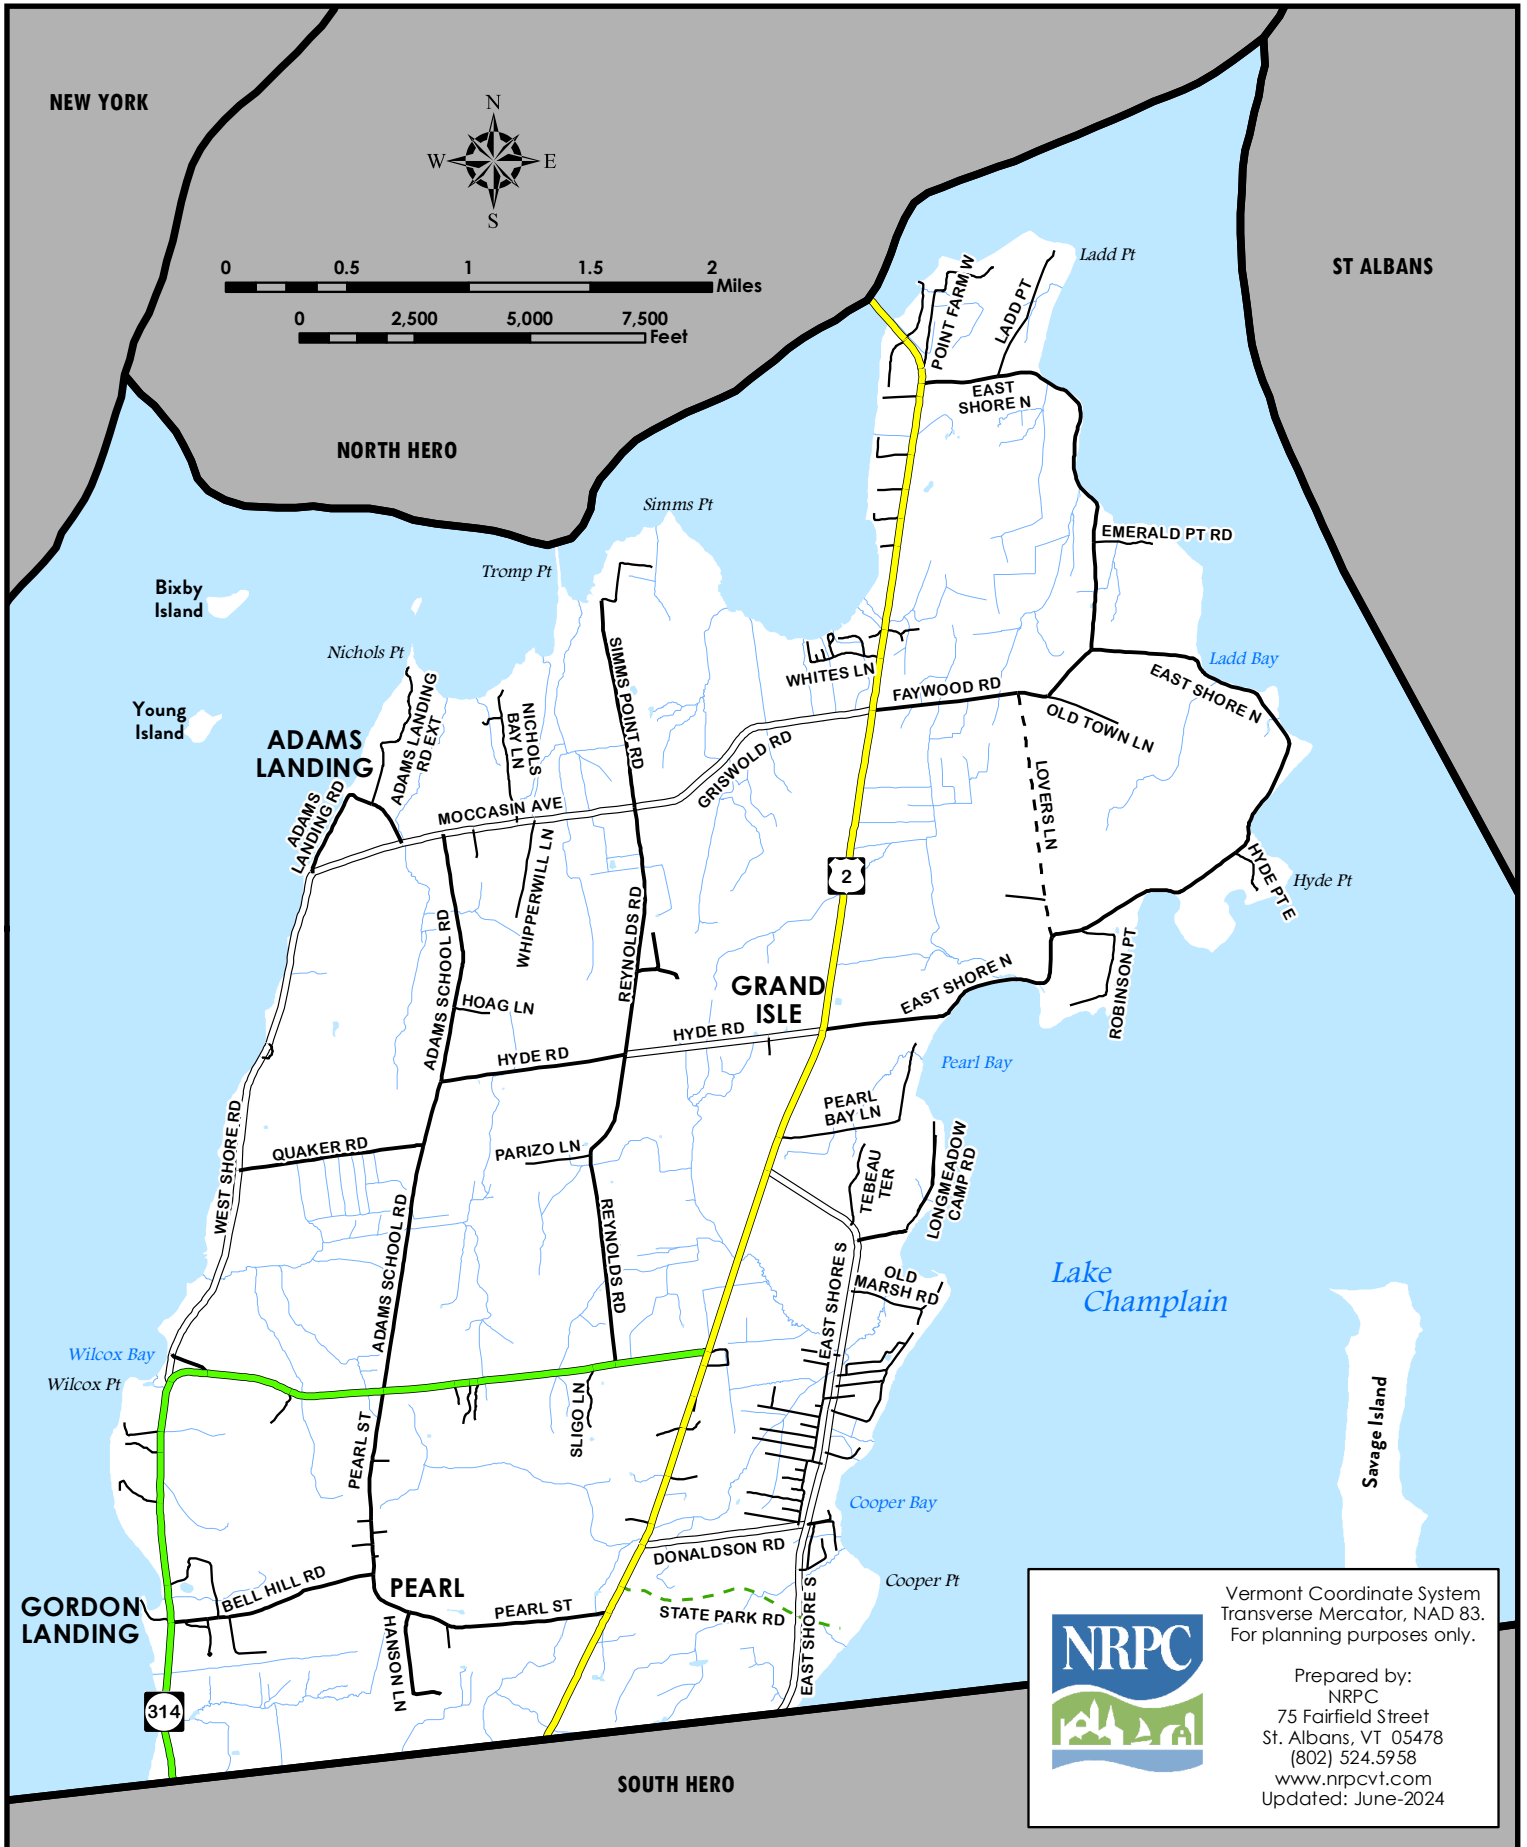 NEW YORK
N
W
E
S
ST ALBANS
Ladd Pt
0
0.5
1
1.5
2
Miles
0
2,500
5,000
7,500
Feet
POINT FARM W
LADD PT
EAST
SHORE N
NORTH HERO
Simms Pt
EMERALD PT RD
Tromp Pt
Bixby
Island
Nichols Pt
Ladd Bay
Young
Island
WHITES LN
FAYWOOD RD
EAST SHORE N
OLD TOWN LN
SIMMS POINT RD
NICHOLS
BAY LN
ADAMS LANDING
RD EXT
ADAMS
LANDING
ADAMS
LANDING RD
GRISWOLD RD
MOCCASIN AVE
LOVERS LN
WHIPPERWILL LN
2
HYDE PT E
Hyde Pt
REYNOLDS RD
ADAMS SCHOOL RD
ROBINSON PT
EAST SHORE N
GRAND
ISLE
HOAG LN
HYDE RD
HYDE RD
Pearl Bay
PEARL
BAY LN
QUAKER RD
WEST SHORE RD
PARIZO LN
TEBEAU
TER
LONGMEADOW
CAMP RD
ADAMS SCHOOL RD
REYNOLDS RD
EAST SHORE S
OLD
MARSH RD
Lake
Champlain
Wilcox Bay
Wilcox Pt
PEARL ST
SLIGO LN
Savage Island
Cooper Bay
DONALDSON RD
Cooper Pt
BELL HILL RD
PEARL
PEARL ST
STATE PARK RD
EAST SHORE S
GORDON
LANDING
HANSON LN
314
SOUTH HERO
NRPC
Vermont Coordinate System
Transverse Mercator, NAD 83.
For planning purposes only.
Prepared by:
NRPC
75 Fairfield Street
St. Albans, VT 05478
(802) 524.5958
www.nrpcvt.com
Updated: June-2024